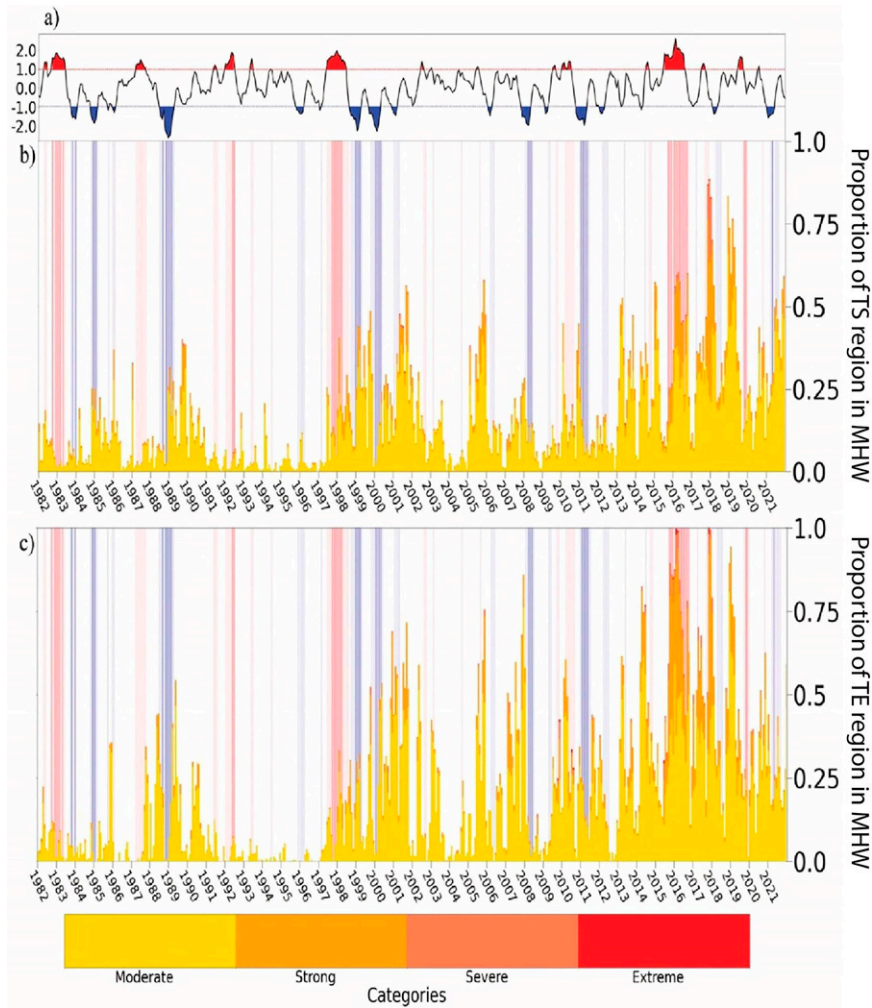 a)
2.0
1.0
0.0
-1.0
-2.0
b)
1.0
0.75
0.5
0.25
0.0
Proportion of TS region in MHW
1982 1983 1984 1985 1986 1987 1988 1989 1990 1991 1992 1993 1994 1995 1996 1997 1998 1999 2000 2001 2002 2003 2004 2005 2006 2007 2008 2009 2010 2011 2012 2013 2014 2015 2016 2017 2018 2019 2020 2021
c)
1.0
0.75
0.5
0.25
0.0
Proportion of TE region in MHW
1982 1983 1984 1985 1986 1987 1988 1989 1990 1991 1992 1993 1994 1995 1996 1997 1998 1999 2000 2001 2002 2003 2004 2005 2006 2007 2008 2009 2010 2011 2012 2013 2014 2015 2016 2017 2018 2019 2020 2021
Moderate Strong Severe Extreme
Categories